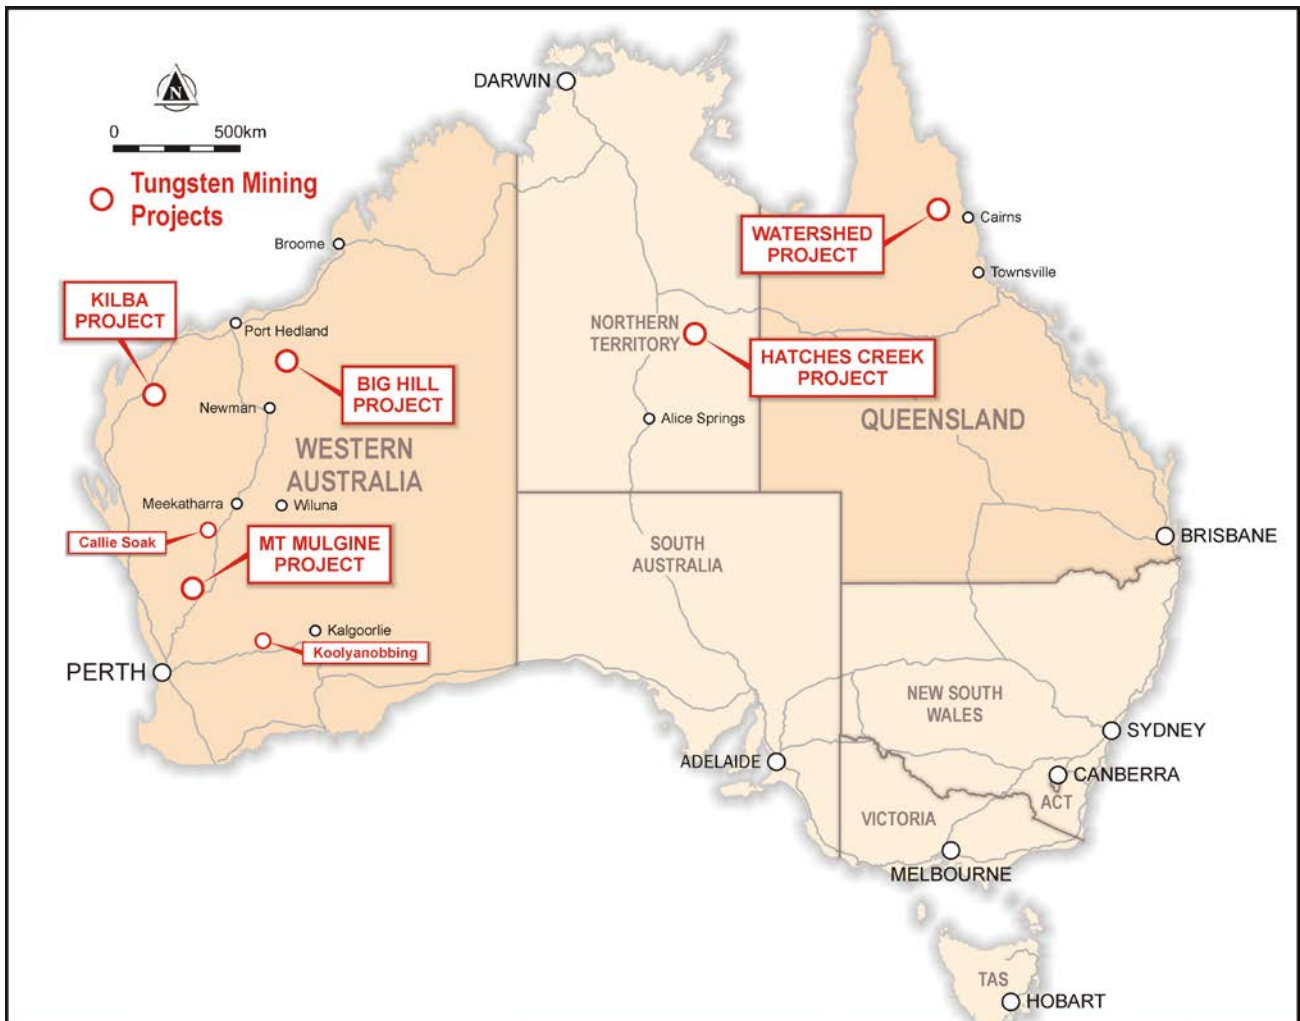 DARWIN
N
0 500km
Tungsten Mining
Projects
Broome
WATERSHED
PROJECT
Cairns
Townsville
KILBA
PROJECT
Port Hedland
NORTHERN
TERRITORY
HATCHES CREEK
PROJECT
BIG HILL
PROJECT
Newman
Alice Springs
QUEENSLAND
WESTERN
AUSTRALIA
Meekatharra
Wiluna
Callie Soak
MT MULGINE
PROJECT
SOUTH
AUSTRALIA
BRISBANE
Kalgoorlie
Koolyanobbing
PERTH
NEW SOUTH
WALES
SYDNEY
ADELAIDE
CANBERRA
ACT
VICTORIA
MELBOURNE
TAS
HOBART